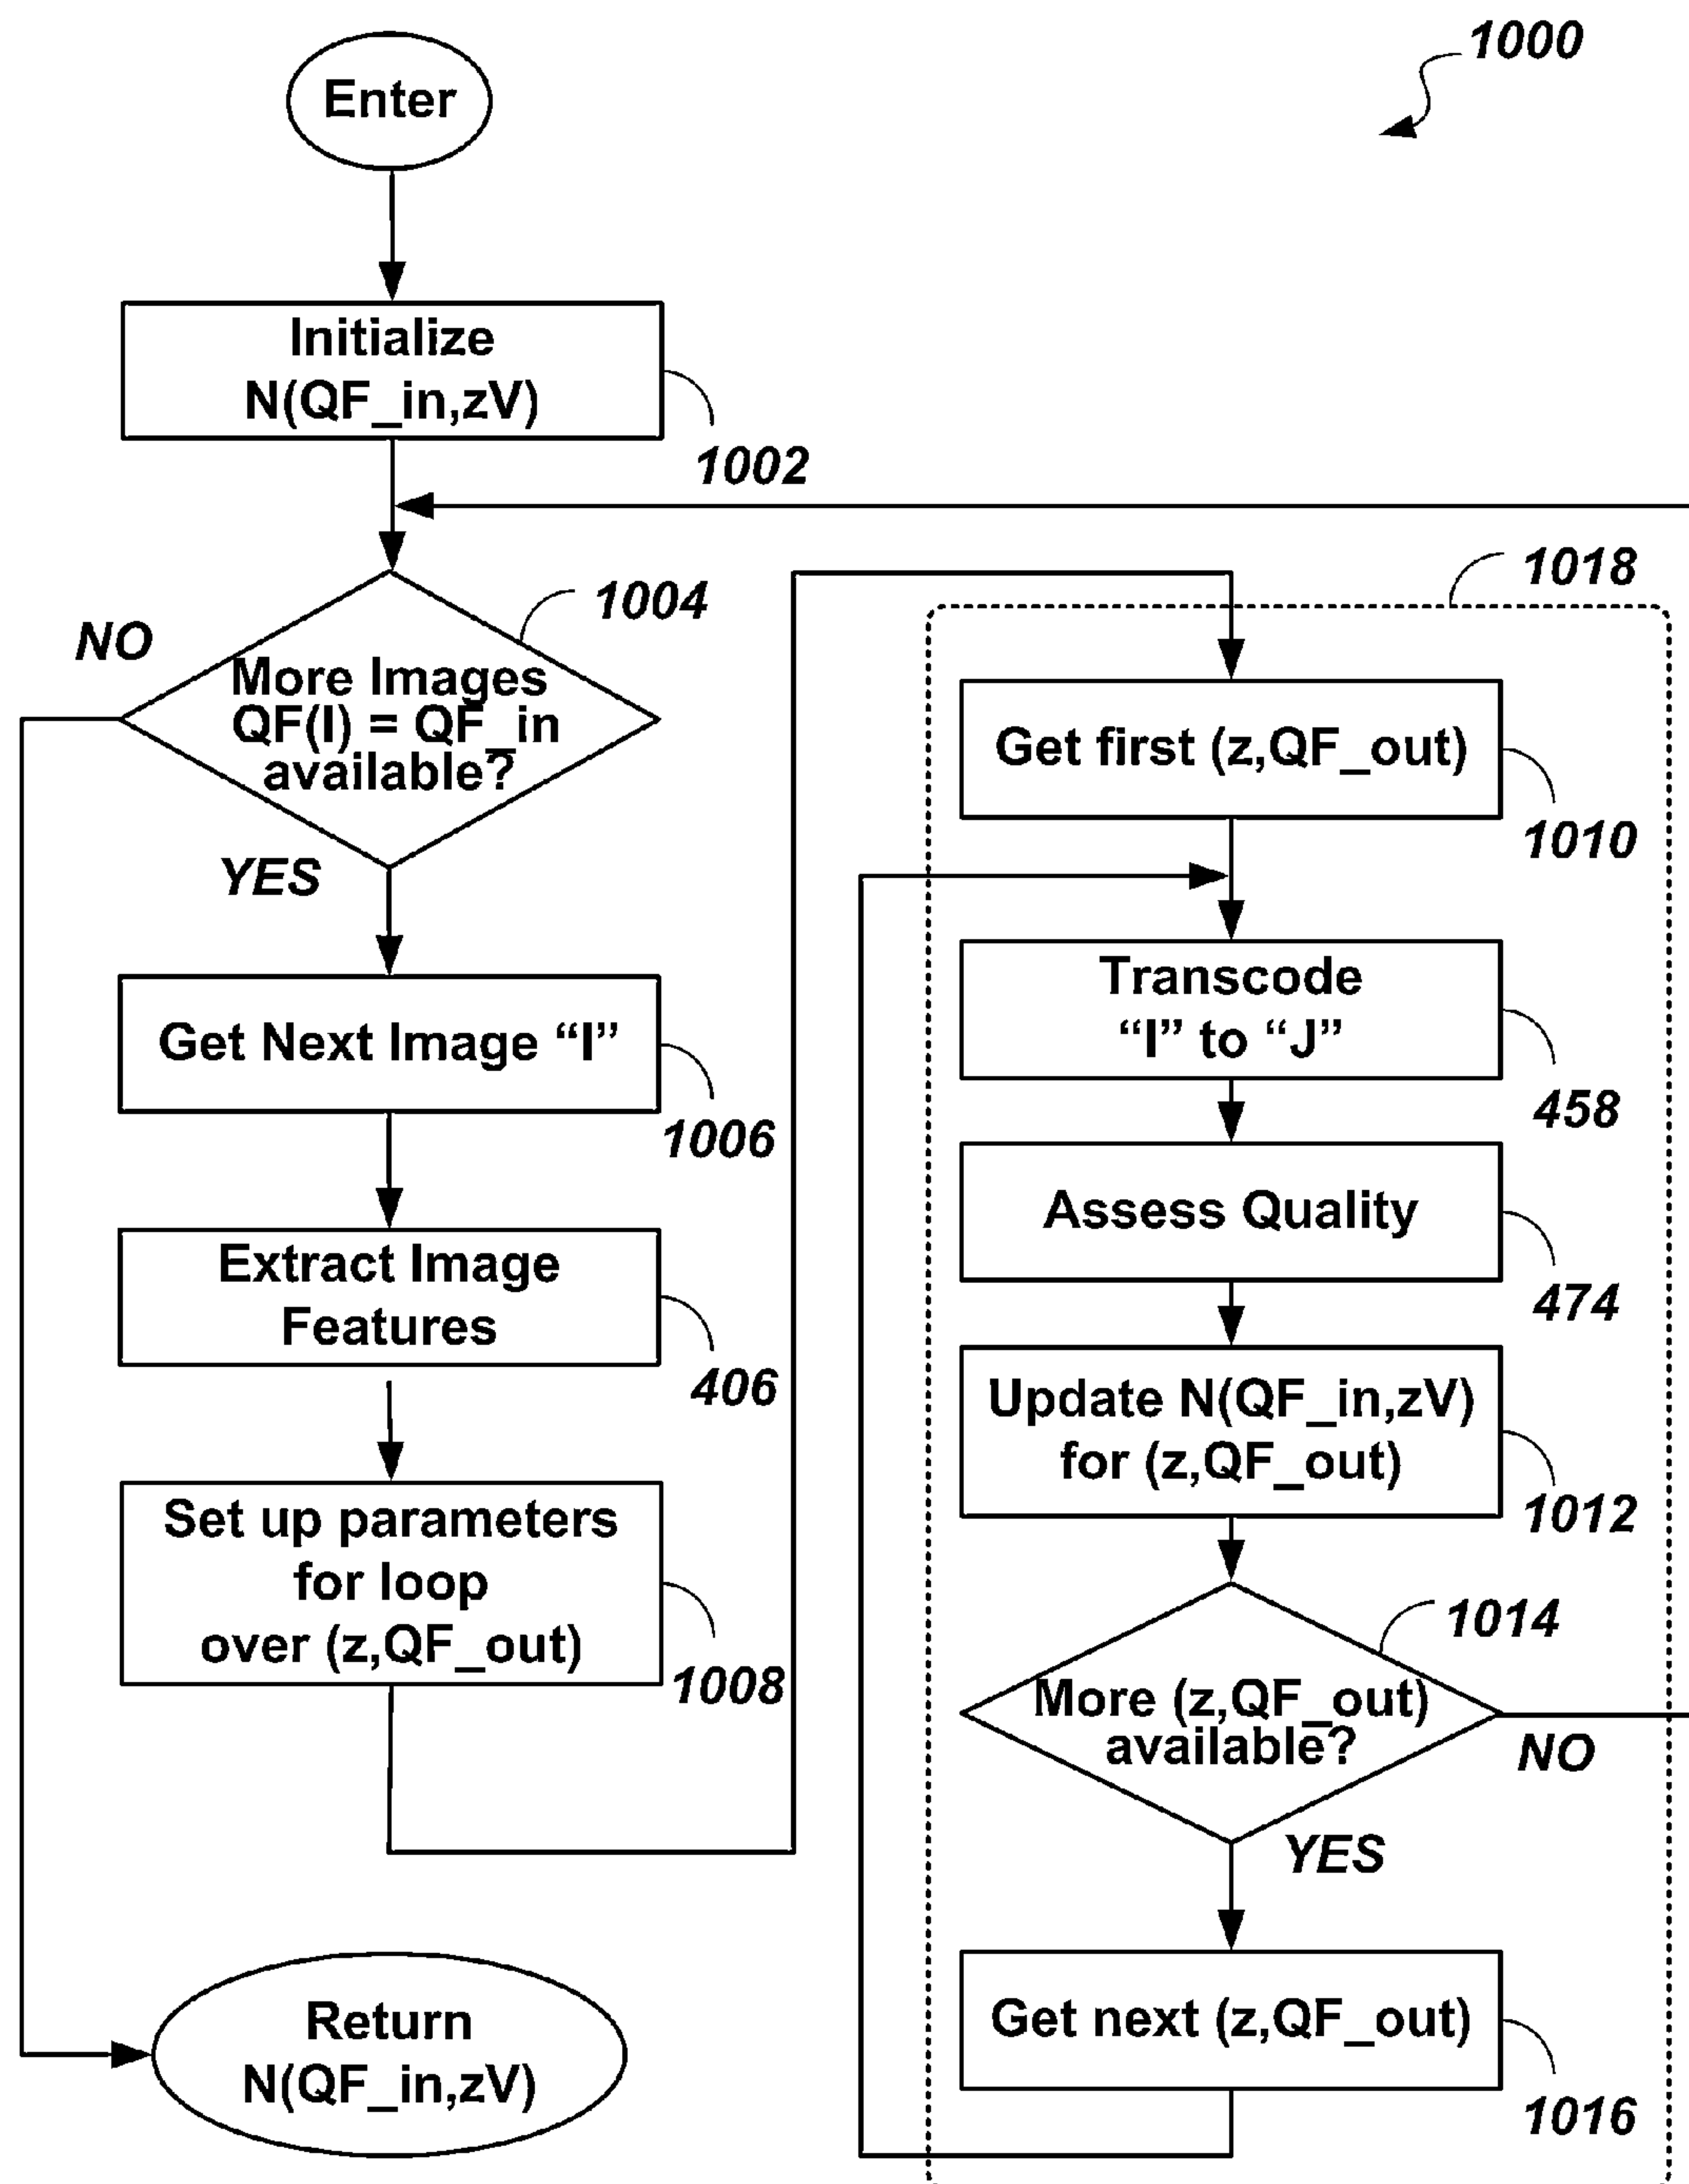 1000
Enter
Initialize
N(QF_in,zV)
1002
1004
NO
More Images
QF(I) = QF_in
available?
YES
Get Next Image “I”
1006
Extract Image
Features
406
Set up parameters
for loop
over (z,QF_out)
1008
Return
N(QF_in,zV)
1018
Get first (z,QF_out)
1010
Transcode
“I” to “J”
458
Assess Quality
474
Update N(QF_in,zV)
for (z,QF_out)
1012
1014
More (z,QF_out)
available?
NO
YES
Get next (z,QF_out)
1016